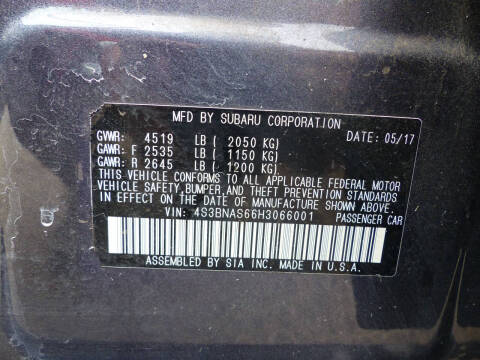 MFD BY SUBARU CORPORATION
GVWR: 4519 LB ( 2050 KG) DATE: 05/17
GAWR: F 2535 LB ( 1150 KG)
GAWR: R 2645 LB ( 1200 KG)
THIS VEHICLE CONFORMS TO ALL APPLICABLE FEDERAL MOTOR
VEHICLE SAFETY, BUMPER, AND THEFT PREVENTION STANDARDS
IN EFFECT ON THE DATE OF MANUFACTURE SHOWN ABOVE.
VIN: 4S3BNAS66H3066001 PASSENGER CAR
ASSEMBLED BY SIA INC. MADE IN U.S.A.